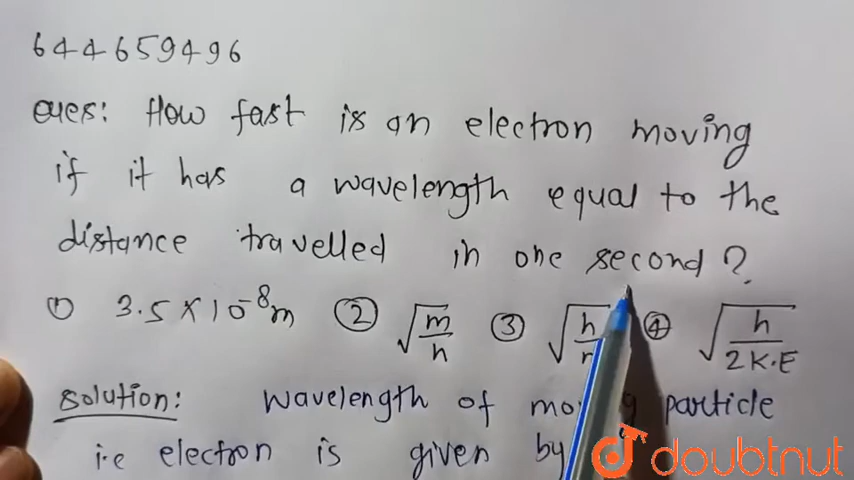 644659496
Ques: How fast is an electron moving
if it has a wavelength equal to the
distance travelled in one second?
① 3.5×10⁻⁸m ② √(m/h) ③ √(h/ ④ √(h/2K.E)
Solution: Wavelength of particle
i.e electron is given by
doubtnut